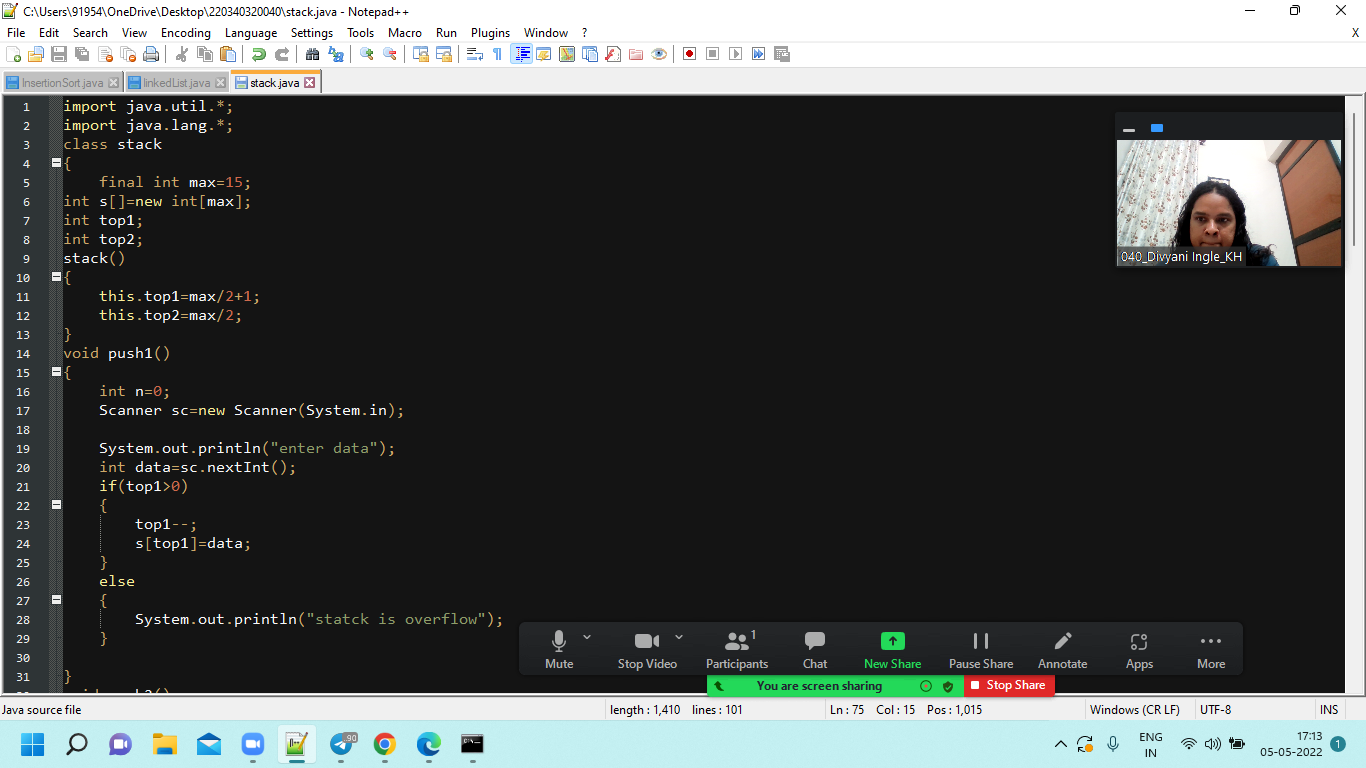 C:\Users\91954\OneDrive\Desktop\220340320040\stack.java - Notepad++
File Edit Search View Encoding Language Settings Tools Macro Run Plugins Window ? X
InsertionSort.java linkedList.java stack.java
1 import java.util.*;
2 import java.lang.*;
3 class stack
4 {
5 final int max=15;
6 int s[]=new int[max];
7 int top1;
8 int top2;
9 stack()
10 {
11 this.top1=max/2+1;
12 this.top2=max/2;
13 }
14 void push1()
15 {
16 int n=0;
17 Scanner sc=new Scanner(System.in);
18
19 System.out.println("enter data");
20 int data=sc.nextInt();
21 if(top1>0)
22 {
23 top1--;
24 s[top1]=data;
25 }
26 else
27 {
28 System.out.println("statck is overflow");
29 }
30
31 }
040_Divyani Ingle_KH
1
Mute Stop Video Participants Chat New Share Pause Share Annotate Apps More
You are screen sharing Stop Share
Java source file length : 1,410 lines : 101 Ln : 75 Col : 15 Pos : 1,015 Windows (CR LF) UTF-8 INS
90
ENG
IN
17:13
05-05-2022
1